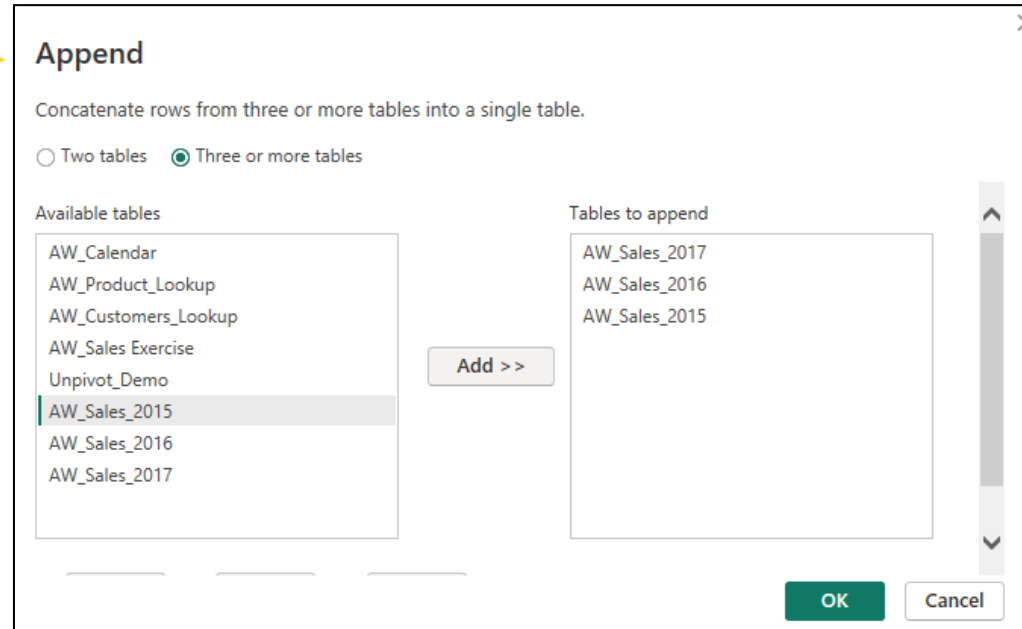 Append
Concatenate rows from three or more tables into a single table.
Two tables Three or more tables
Available tables
AW_Calendar
AW_Product_Lookup
AW_Customers_Lookup
AW_Sales Exercise
Unpivot_Demo
AW_Sales_2015
AW_Sales_2016
AW_Sales_2017
Add >>
Tables to append
AW_Sales_2017
AW_Sales_2016
AW_Sales_2015
OK Cancel